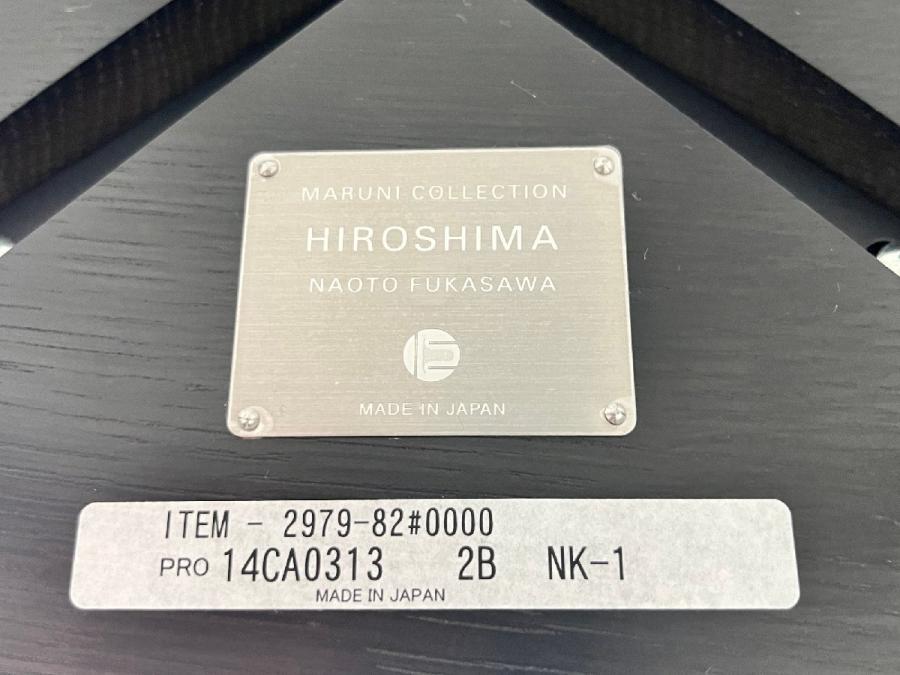 MARUNI COLLECTION
HIROSHIMA
NAOTO FUKASAWA
MADE IN JAPAN
ITEM - 2979-82#0000
PRO 14CA0313 2B NK-1
MADE IN JAPAN